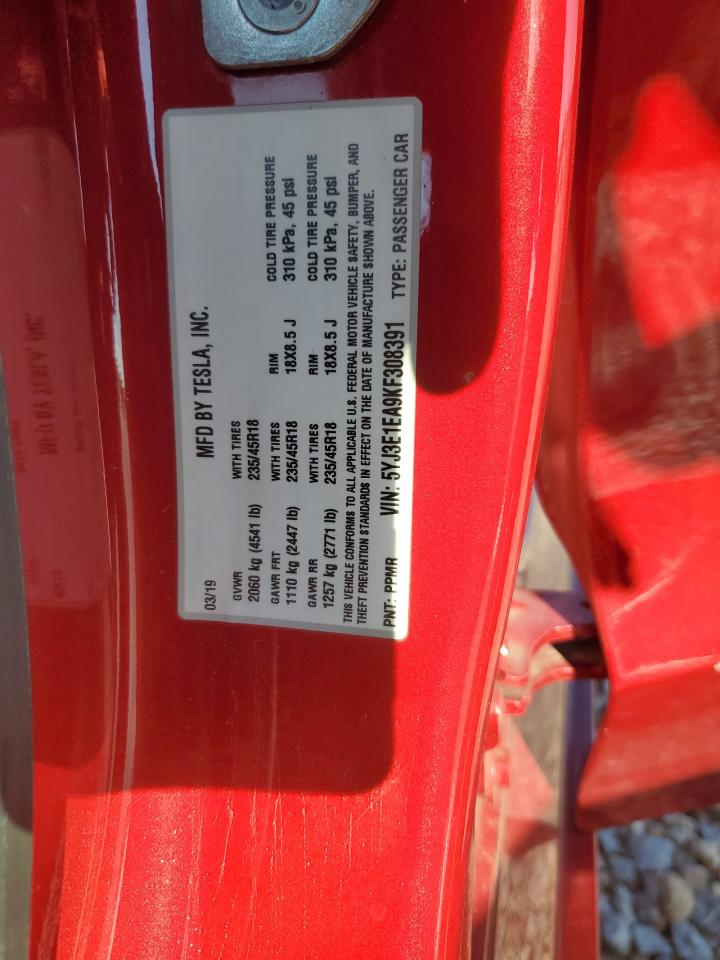 03/19 MFD BY TESLA, INC.
GVWR WITH TIRES
2060 kg (4541 lb) 235/45R18
GAWR FRT WITH TIRES RIM COLD TIRE PRESSURE
1110 kg (2447 lb) 235/45R18 18X8.5 J 310 kPa, 45 psi
GAWR RR WITH TIRES RIM COLD TIRE PRESSURE
1257 kg (2771 lb) 235/45R18 18X8.5 J 310 kPa, 45 psi
THIS VEHICLE CONFORMS TO ALL APPLICABLE U.S. FEDERAL MOTOR VEHICLE SAFETY, BUMPER, AND
THEFT PREVENTION STANDARDS IN EFFECT ON THE DATE OF MANUFACTURE SHOWN ABOVE.
PNT: PPMR VIN: 5YJ3E1EA9KF308391 TYPE: PASSENGER CAR